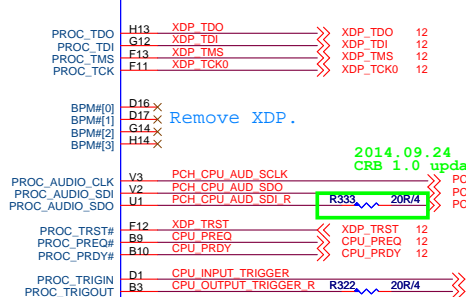 PROC_TDO H13 XDP_TDO XDP_TDO 12
PROC_TDI G12 XDP_TDI XDP_TDI 12
PROC_TMS F13 XDP_TMS XDP_TMS 12
PROC_TCK F11 XDP_TCK0 XDP_TCK0 12
BPM#[0] D16
BPM#[1] D17
BPM#[2] G14
BPM#[3] H14
Remove XDP.
2014.09.24
CRB 1.0 upda
PROC_AUDIO_CLK V3 PCH_CPU_AUD_SCLK PC
PROC_AUDIO_SDI V2 PCH_CPU_AUD_SDO PC
PROC_AUDIO_SDO U1 PCH_CPU_AUD_SDI_R R333 20R/4 PC
PROC_TRST# F12 XDP_TRST XDP_TRST 12
PROC_PREQ# B9 CPU_PREQ CPU_PREQ 12
PROC_PRDY# B10 CPU_PRDY CPU_PRDY 12
PROC_TRIGIN D1 CPU_INPUT_TRIGGER
PROC_TRIGOUT B3 CPU_OUTPUT_TRIGGER_R R322 20R/4